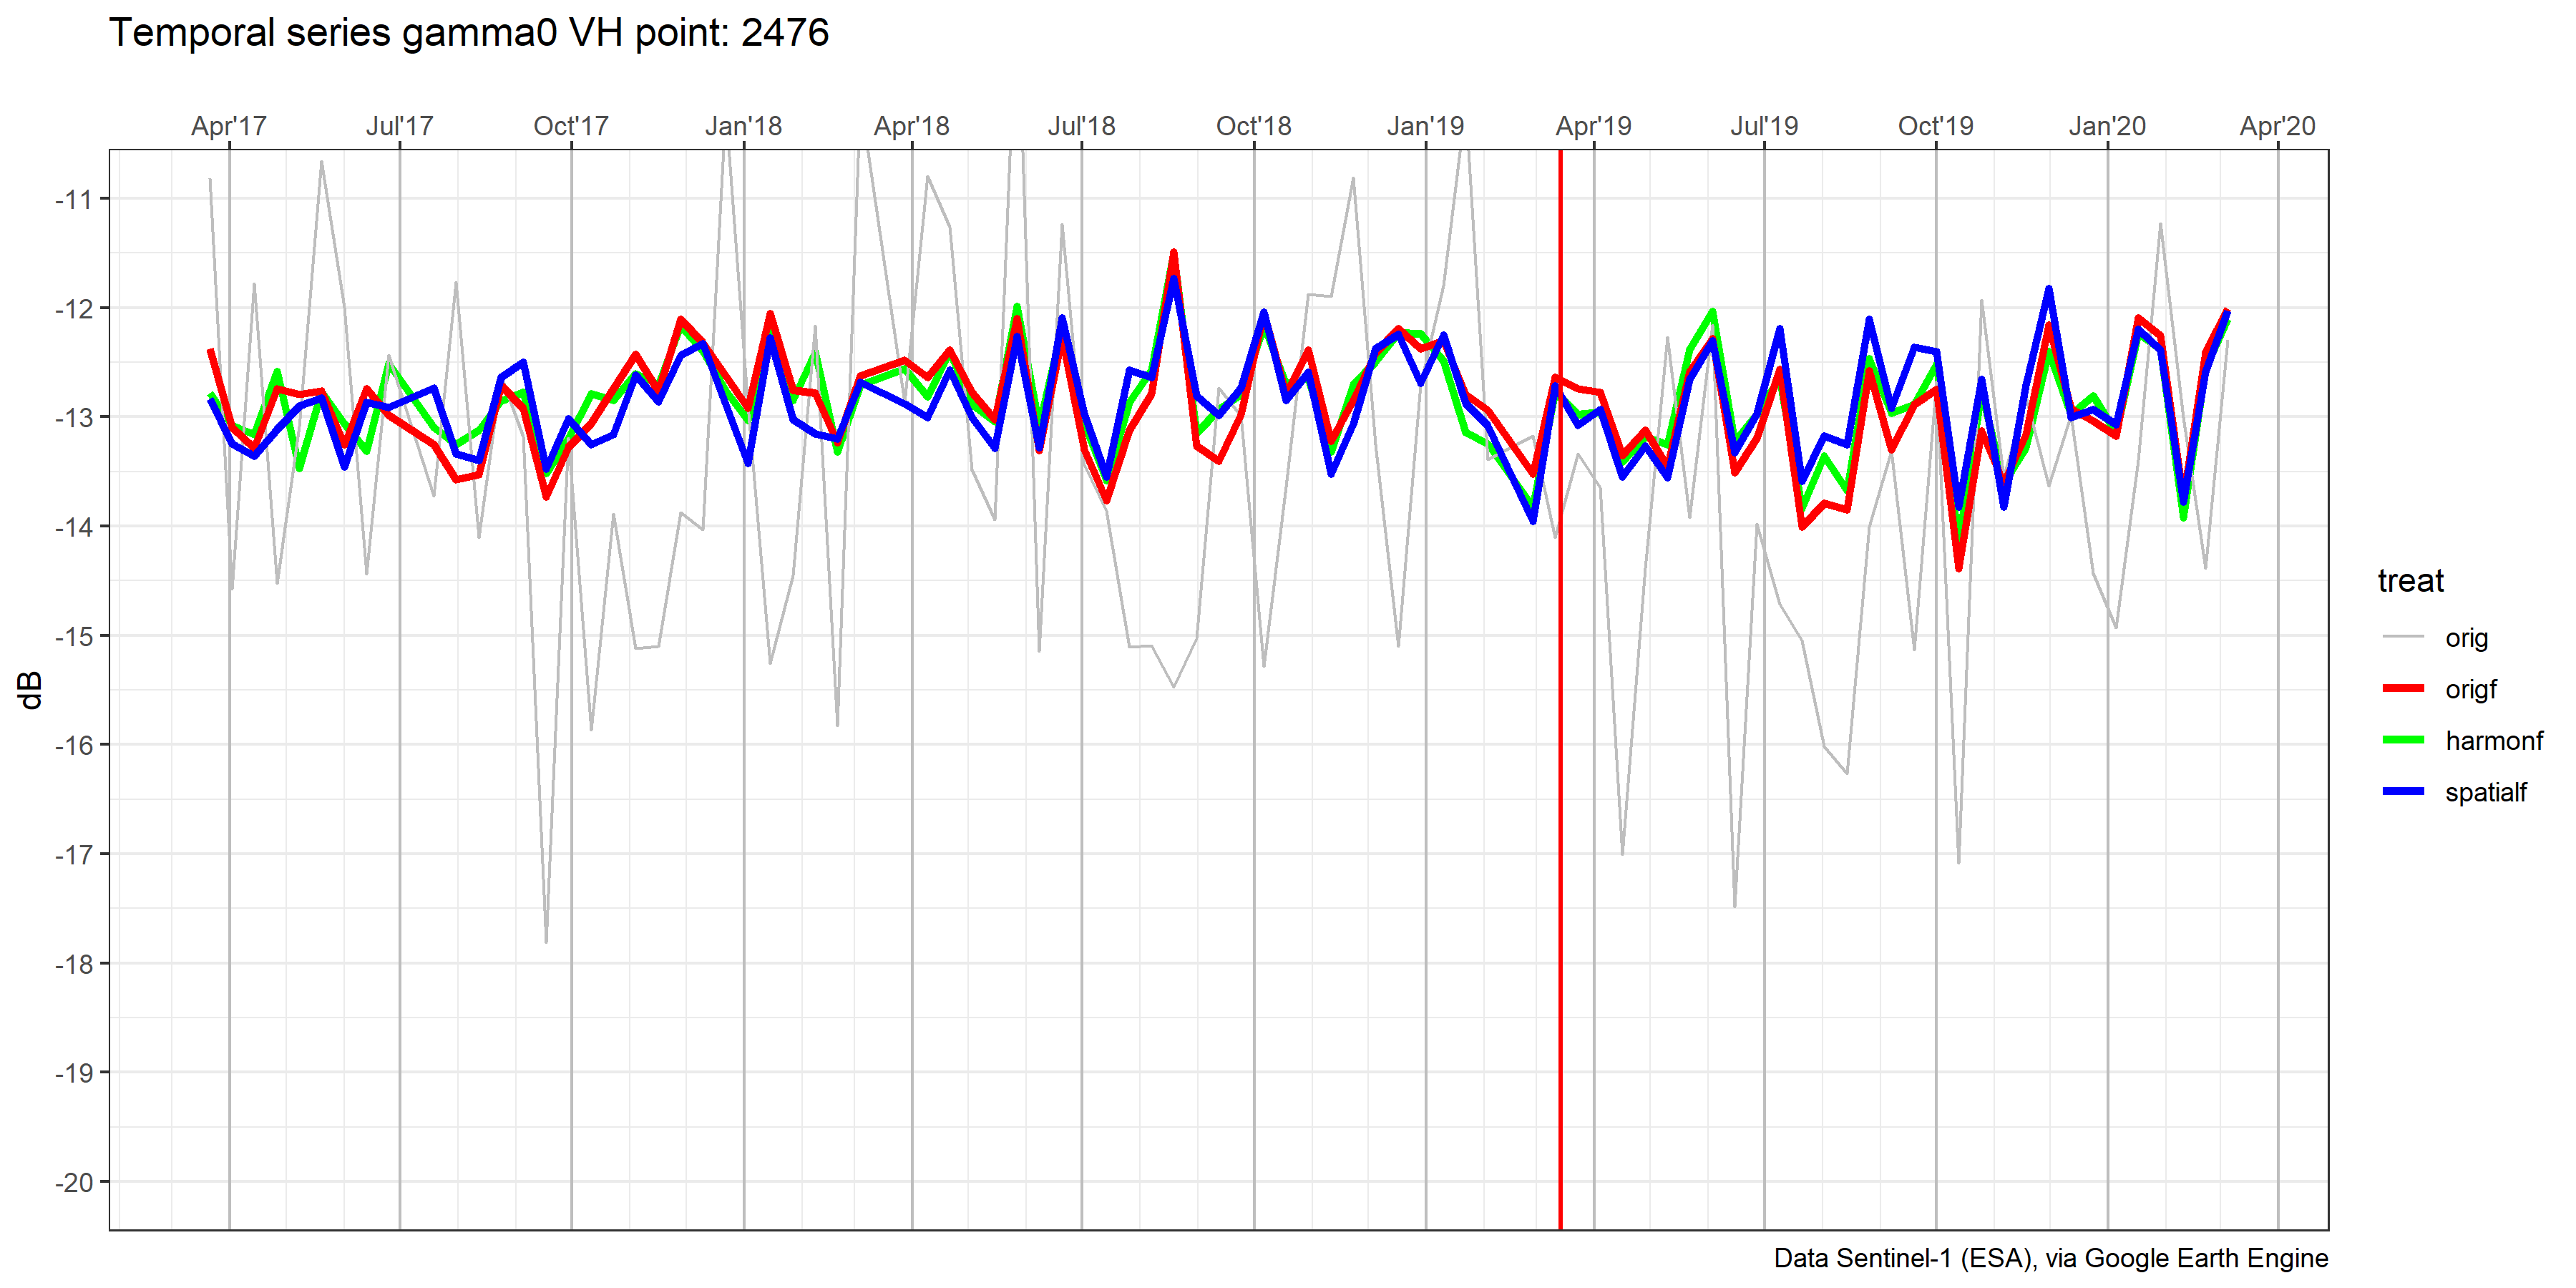 Temporal series gamma0 VH point: 2476
Apr'17 Jul'17 Oct'17 Jan'18 Apr'18 Jul'18 Oct'18 Jan'19 Apr'19 Jul'19 Oct'19 Jan'20 Apr'20
-11
-12
-13
-14
-15
-16
-17
-18
-19
-20
dB
treat
orig
origf
harmonf
spatialf
Data Sentinel-1 (ESA), via Google Earth Engine